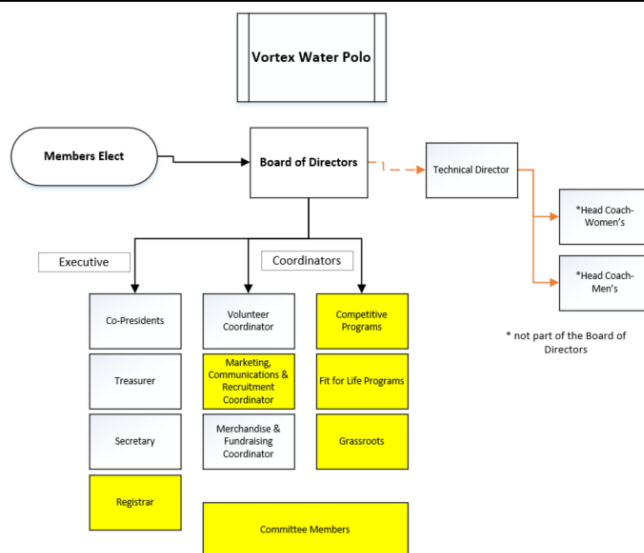 Vortex Water Polo
Members Elect
Board of Directors
Technical Director
*Head Coach-
Women's
*Head Coach-
Men's
* not part of the Board of
Directors
Executive
Coordinators
Co-Presidents
Treasurer
Secretary
Registrar
Volunteer
Coordinator
Marketing,
Communications &
Recruitment
Coordinator
Merchandise &
Fundraising
Coordinator
Competitive
Programs
Fit for Life Programs
Grassroots
Committee Members